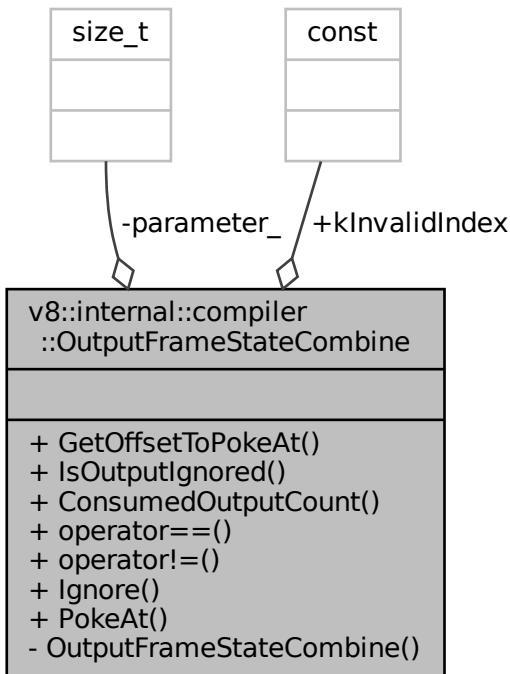 size_t
const
-parameter_
+kInvalidIndex
v8::internal::compiler
::OutputFrameStateCombine
+ GetOffsetToPokeAt()
+ IsOutputIgnored()
+ ConsumedOutputCount()
+ operator==()
+ operator!=()
+ Ignore()
+ PokeAt()
- OutputFrameStateCombine()